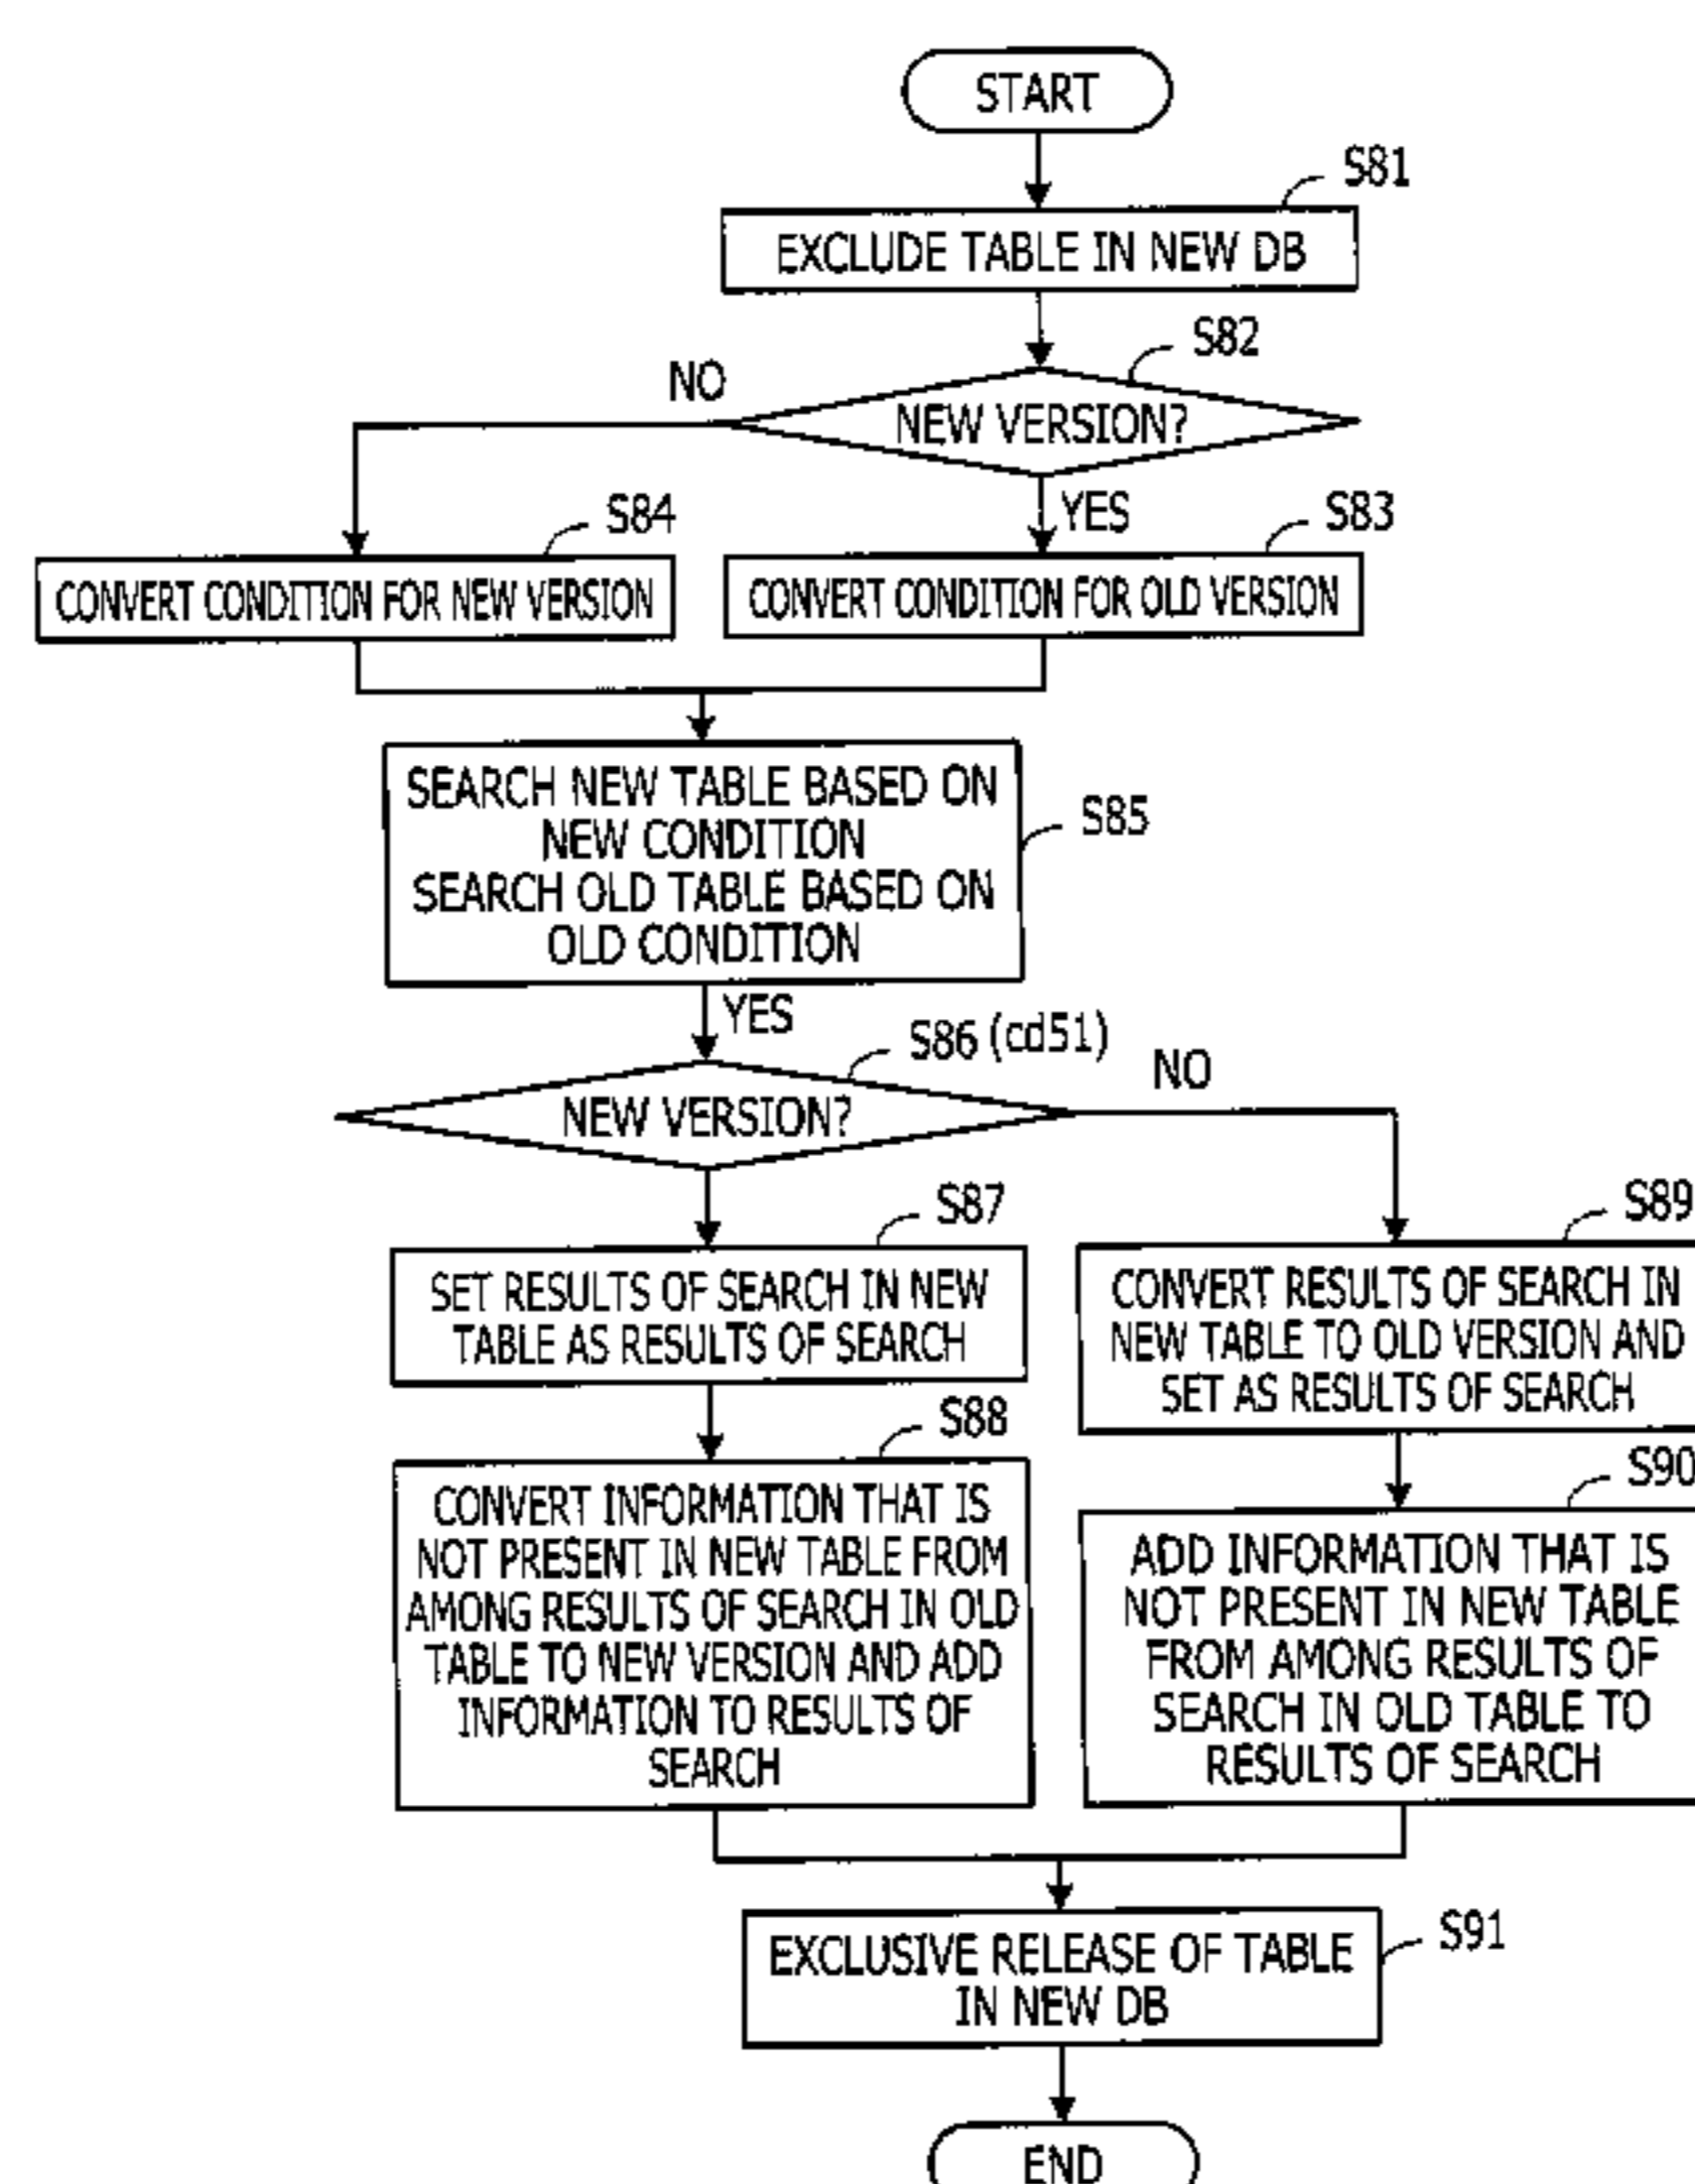 START
S81
EXCLUDE TABLE IN NEW DB
S82
NO
NEW VERSION?
YES
S84
S83
CONVERT CONDITION FOR NEW VERSION
CONVERT CONDITION FOR OLD VERSION
SEARCH NEW TABLE BASED ON
NEW CONDITION
SEARCH OLD TABLE BASED ON
OLD CONDITION
S85
YES
S86 (cd51)
NO
NEW VERSION?
S87
SET RESULTS OF SEARCH IN NEW
TABLE AS RESULTS OF SEARCH
S89
CONVERT RESULTS OF SEARCH IN
NEW TABLE TO OLD VERSION AND
SET AS RESULTS OF SEARCH
S88
CONVERT INFORMATION THAT IS
NOT PRESENT IN NEW TABLE FROM
AMONG RESULTS OF SEARCH IN OLD
TABLE TO NEW VERSION AND ADD
INFORMATION TO RESULTS OF
SEARCH
S90
ADD INFORMATION THAT IS
NOT PRESENT IN NEW TABLE
FROM AMONG RESULTS OF
SEARCH IN OLD TABLE TO
RESULTS OF SEARCH
S91
EXCLUSIVE RELEASE OF TABLE
IN NEW DB
END